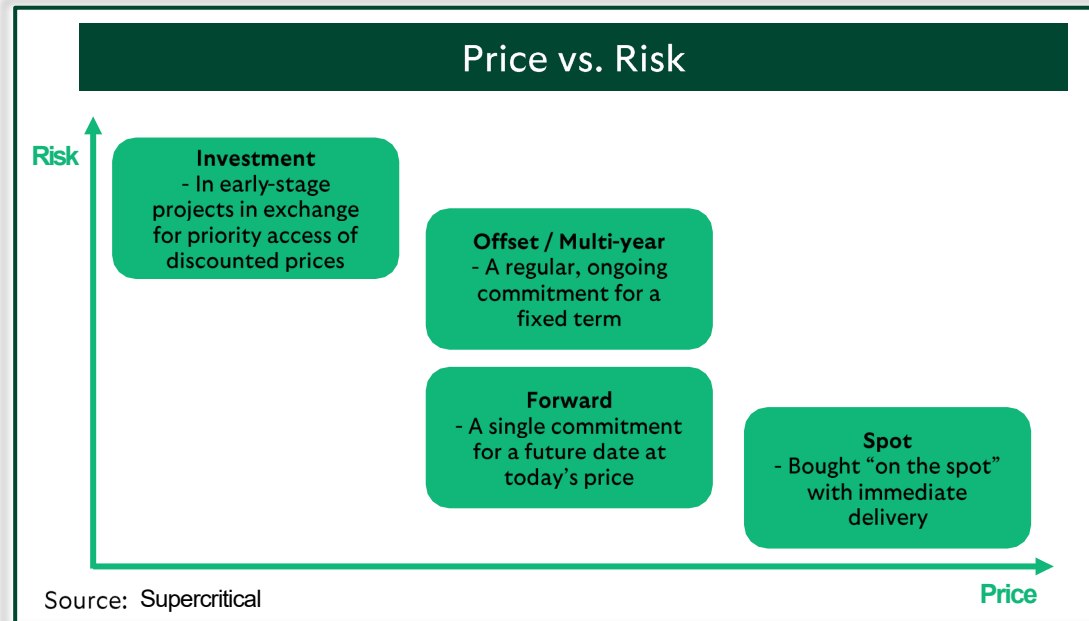 Price vs. Risk
Risk
Investment
- In early-stage
projects in exchange
for priority access of
discounted prices
Offset / Multi-year
- A regular, ongoing
commitment for a
fixed term
Forward
- A single commitment
for a future date at
today's price
Spot
- Bought “on the spot”
with immediate
delivery
Price
Source: Supercritical